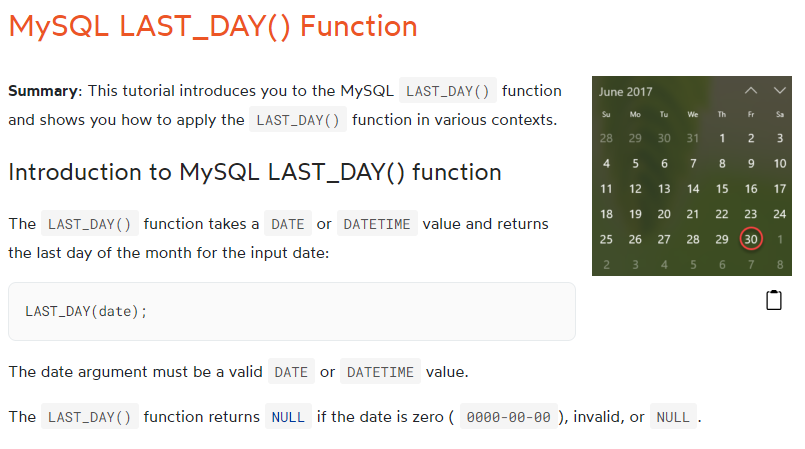 MySQL LAST_DAY() Function
Summary: This tutorial introduces you to the MySQL LAST_DAY() function
and shows you how to apply the LAST_DAY() function in various contexts.
June 2017
Su Mo Tu We Th Fr Sa
28 29 30 31 1 2 3
4 5 6 7 8 9 10
11 12 13 14 15 16 17
18 19 20 21 22 23 24
25 26 27 28 29 30 1
2 3 4 5 6 7 8
Introduction to MySQL LAST_DAY() function
The LAST_DAY() function takes a DATE or DATETIME value and returns
the last day of the month for the input date:
LAST_DAY(date);
The date argument must be a valid DATE or DATETIME value.
The LAST_DAY() function returns NULL if the date is zero ( 0000-00-00 ), invalid, or NULL .